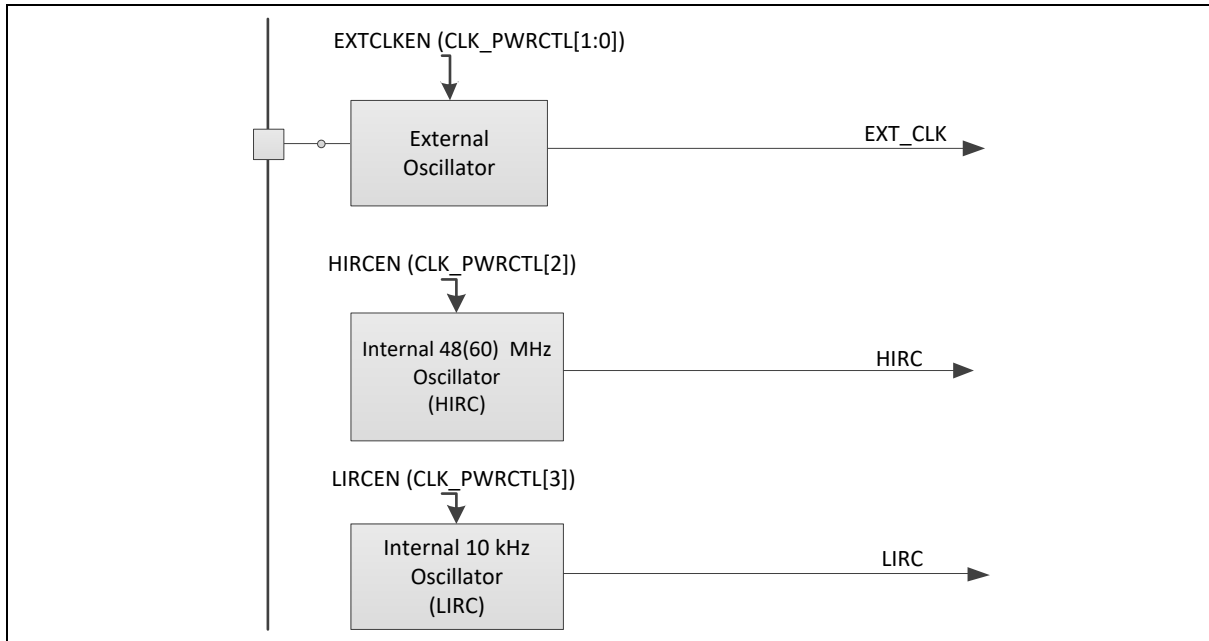 EXTCLKEN (CLK_PWRCTL[1:0])
External
Oscillator
EXT_CLK
HIRCEN (CLK_PWRCTL[2])
Internal 48(60) MHz
Oscillator
(HIRC)
HIRC
LIRCEN (CLK_PWRCTL[3])
Internal 10 kHz
Oscillator
(LIRC)
LIRC